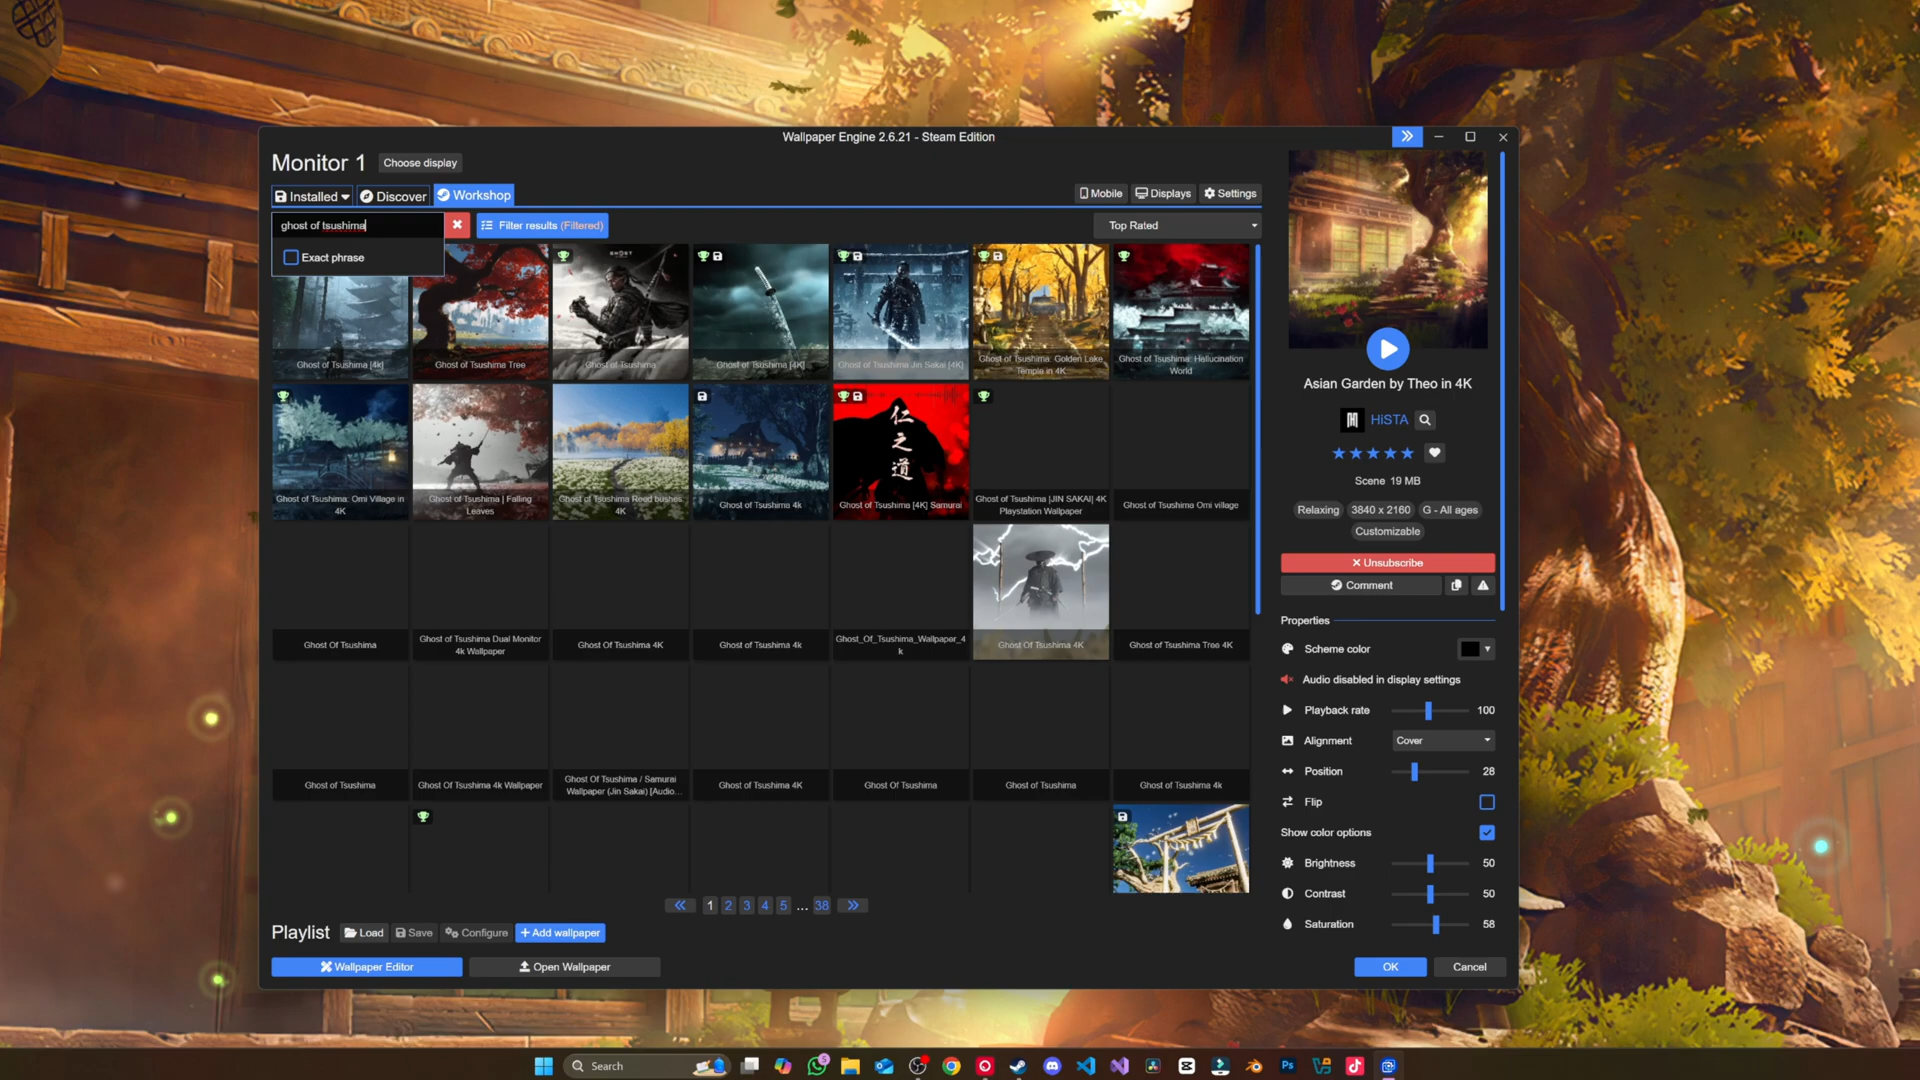 Wallpaper Engine 2.6.21 - Steam Edition
Monitor 1
Choose display
Installed
Discover
Workshop
Mobile
Displays
Settings
ghost of tsushima
Filter results (Filtered)
Top Rated
Exact phrase
Ghost of Tsushima [4k]
Ghost of Tsushima Tree
Ghost of Tsushima
Ghost of Tsushima [4K]
Ghost of Tsushima Jin Sakai [4K]
Ghost of Tsushima: Golden Lake
Temple in 4K
Ghost of Tsushima: Hallucination
World
仁
之
道
Ghost of Tsushima: Omi Village in
4K
Ghost of Tsushima | Falling
Leaves
Ghost of Tsushima Reed bushes
4K
Ghost of Tsushima 4k
Ghost of Tsushima [4K] Samurai
Ghost of Tsushima |JIN SAKAI| 4K
Playstation Wallpaper
Ghost of Tsushima Omi village
Ghost Of Tsushima
Ghost of Tsushima Dual Monitor
4k Wallpaper
Ghost Of Tsushima 4K
Ghost of Tsushima 4k
Ghost_Of_Tsushima_Wallpaper_4
k
Ghost Of Tsushima 4K
Ghost of Tsushima Tree 4K
Ghost of Tsushima
Ghost Of Tsushima 4k Wallpaper
Ghost Of Tsushima / Samurai
Wallpaper (Jin Sakai) [Audio...
Ghost of Tsushima 4K
Ghost Of Tsushima
Ghost of Tsushima
Ghost of Tsushima 4k
1 2 3 4 5 ... 38
Playlist
Load
Save
Configure
Add wallpaper
Wallpaper Editor
Open Wallpaper
Asian Garden by Theo in 4K
HiSTA
Scene 19 MB
Relaxing
3840 x 2160
G - All ages
Customizable
Unsubscribe
Comment
Properties
Scheme color
Audio disabled in display settings
Playback rate 100
Alignment Cover
Position 28
Flip
Show color options
Brightness 50
Contrast 50
Saturation 58
OK
Cancel
Search
5
Ps